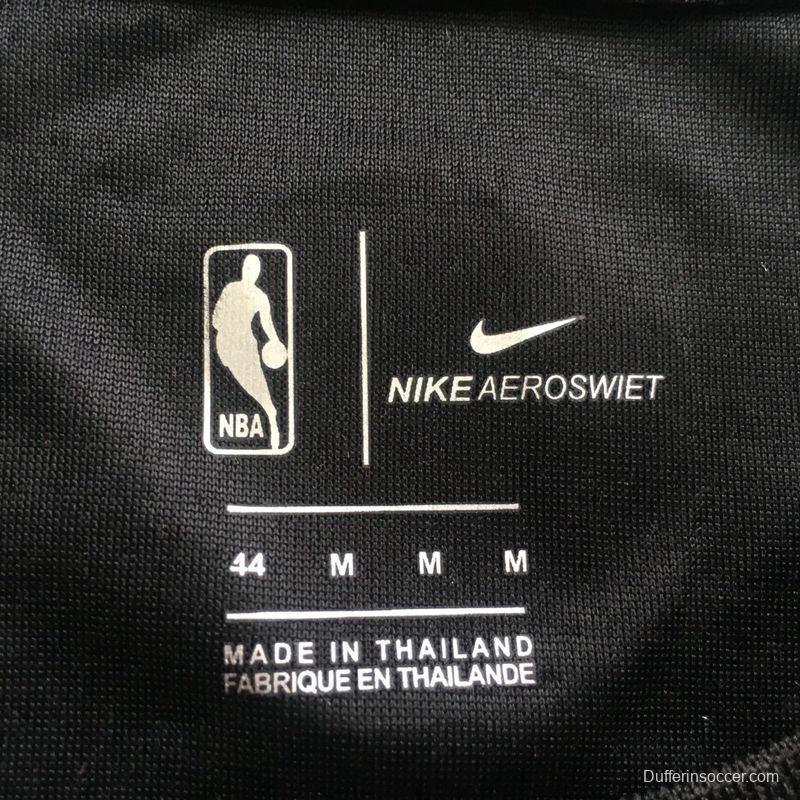 NBA
NIKE AEROSWIET
44 M M M
MADE IN THAILAND
FABRIQUE EN THAILANDE
Dufferinsoccer.com